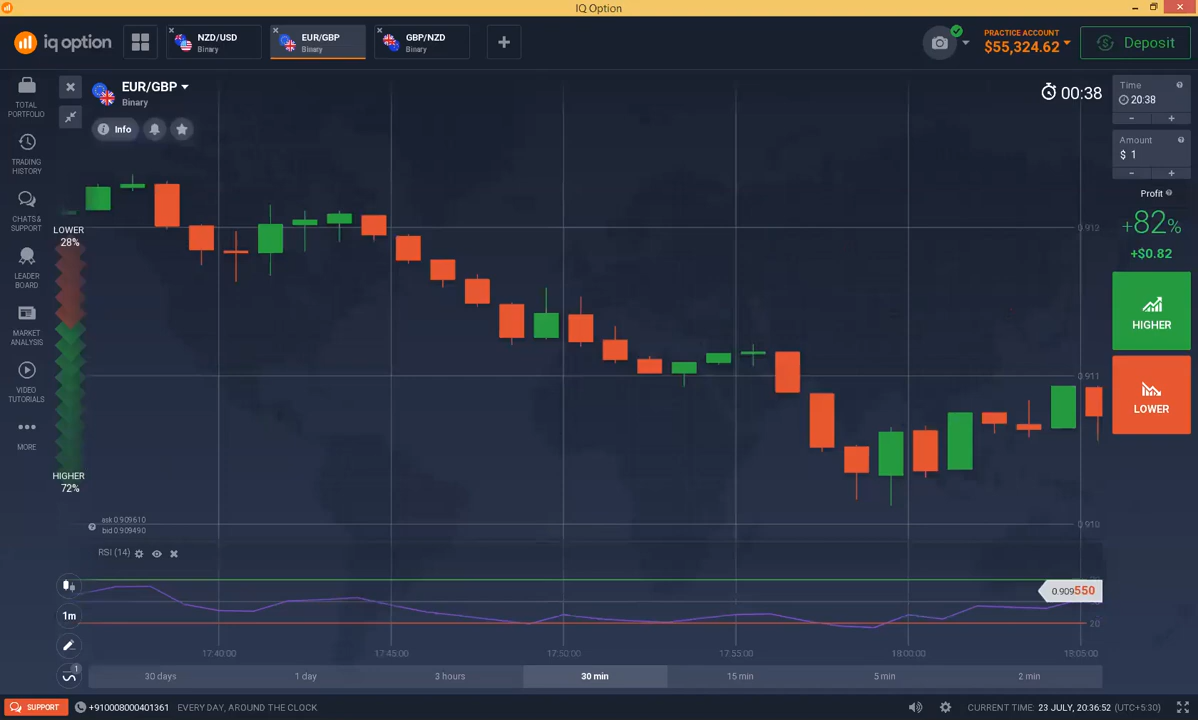 IQ Option
iq option
NZD/USD
Binary
EUR/GBP
Binary
GBP/NZD
Binary
PRACTICE ACCOUNT
$55,324.62
Deposit
TOTAL
PORTFOLIO
TRADING
HISTORY
CHATS &
SUPPORT
LEADER
BOARD
MARKET
ANALYSIS
VIDEO
TUTORIALS
MORE
EUR/GBP
Binary
Info
00:38
LOWER
28%
HIGHER
72%
0.912
0.911
0.910
ask 0.909610
bid 0.909490
RSI (14)
0.909550
20
1m
1
17:40:00
17:45:00
17:50:00
17:55:00
18:00:00
18:05:00
30 days
1 day
3 hours
30 min
15 min
5 min
2 min
Time
20:38
- +
Amount
$ 1
- +
Profit
+82%
+$0.82
HIGHER
LOWER
SUPPORT
+910008000401361
EVERY DAY, AROUND THE CLOCK
CURRENT TIME: 23 JULY, 20:36:52 (UTC+5:30)